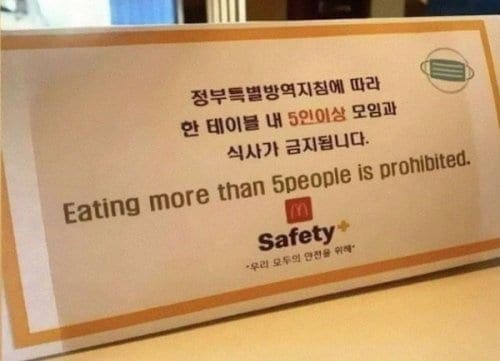 정부특별방역지침에 따라
한 테이블 내 5인이상 모임과
식사가 금지됩니다.
Eating more than 5people is prohibited.
Safety+
-우리 모두의 안전을 위해-